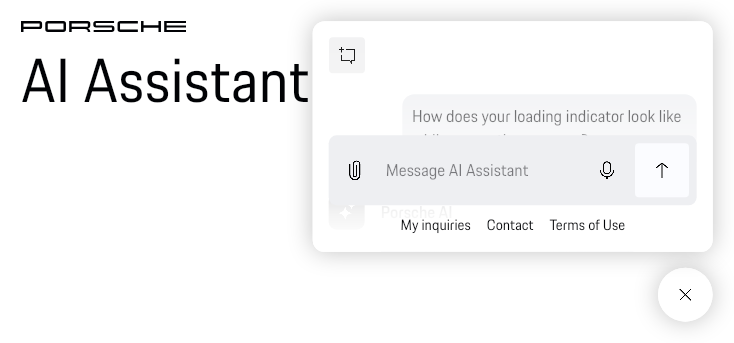 PORSCHE
AI Assistant
How does your loading indicator look like
Message AI Assistant
Porsche AI
My inquiries Contact Terms of Use